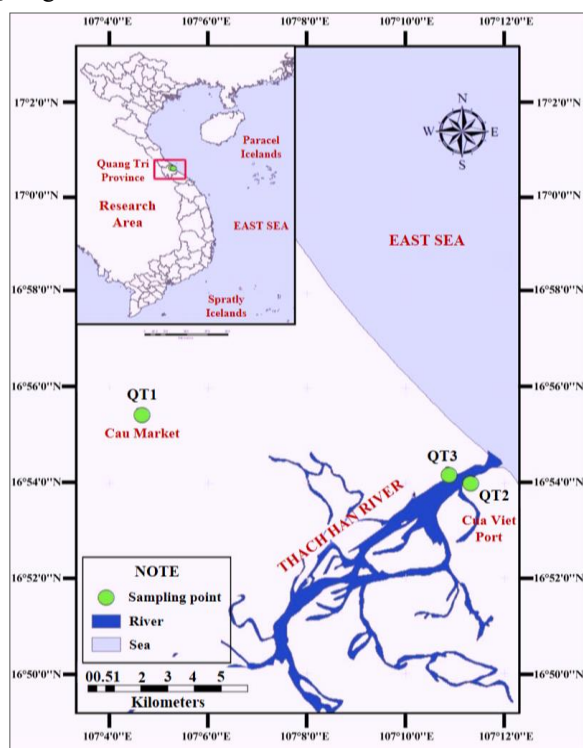 107°4'0"E 107°6'0"E 107°8'0"E 107°10'0"E 107°12'0"E
17°2'0"N
17°0'0"N
16°58'0"N
16°56'0"N
16°54'0"N
16°52'0"N
16°50'0"N
Quang Tri
Province
Research
Area
Paracel
Icelands
EAST SEA
Spratly
Icelands
N
W E
S
EAST SEA
QT1
Cau Market
QT3
QT2
Cua Viet
Port
THACH HAN RIVER
NOTE
Sampling point
River
Sea
00.51 2 3 4 5
Kilometers
17°2'0"N
17°0'0"N
16°58'0"N
16°56'0"N
16°54'0"N
16°52'0"N
16°50'0"N
107°4'0"E 107°6'0"E 107°8'0"E 107°10'0"E 107°12'0"E